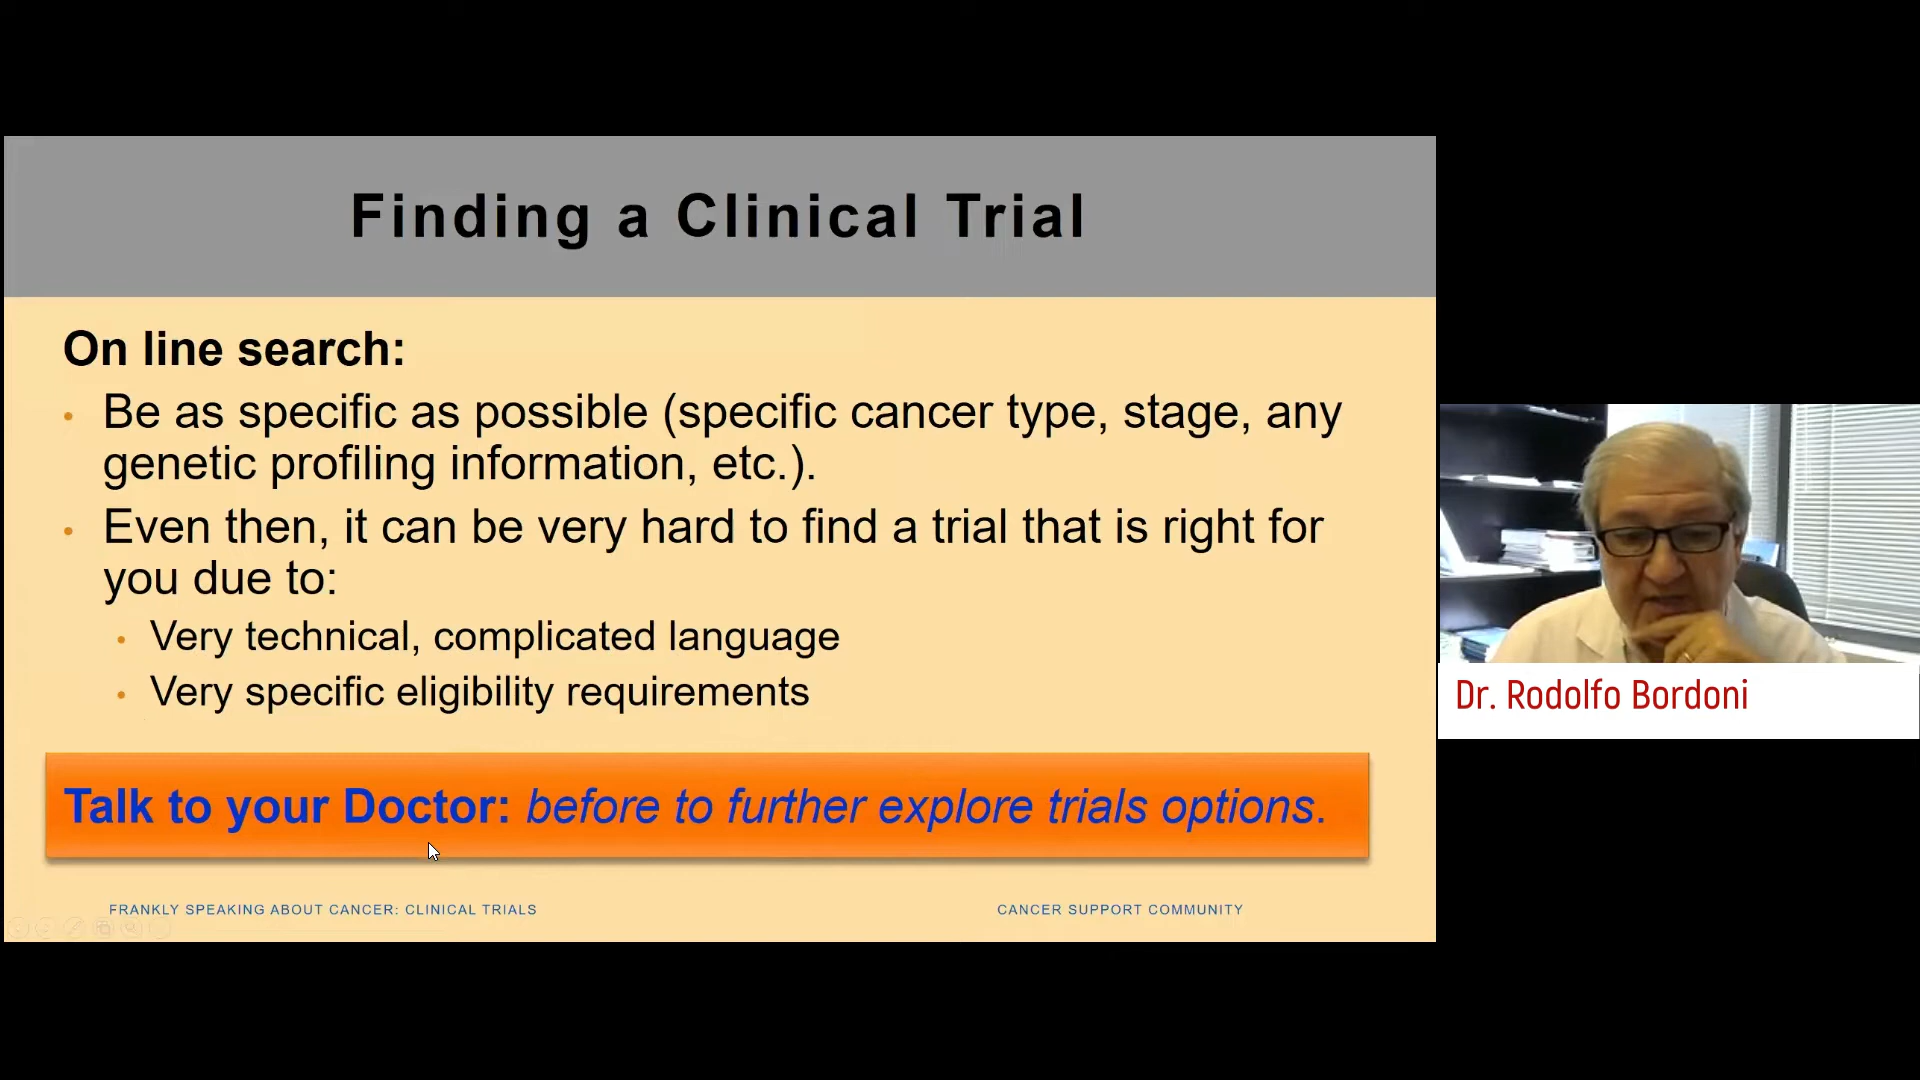 Finding a Clinical Trial
On line search:
• Be as specific as possible (specific cancer type, stage, any
genetic profiling information, etc.).
• Even then, it can be very hard to find a trial that is right for
you due to:
• Very technical, complicated language
• Very specific eligibility requirements
Talk to your Doctor: before to further explore trials options.
FRANKLY SPEAKING ABOUT CANCER: CLINICAL TRIALS
CANCER SUPPORT COMMUNITY
Dr. Rodolfo Bordoni